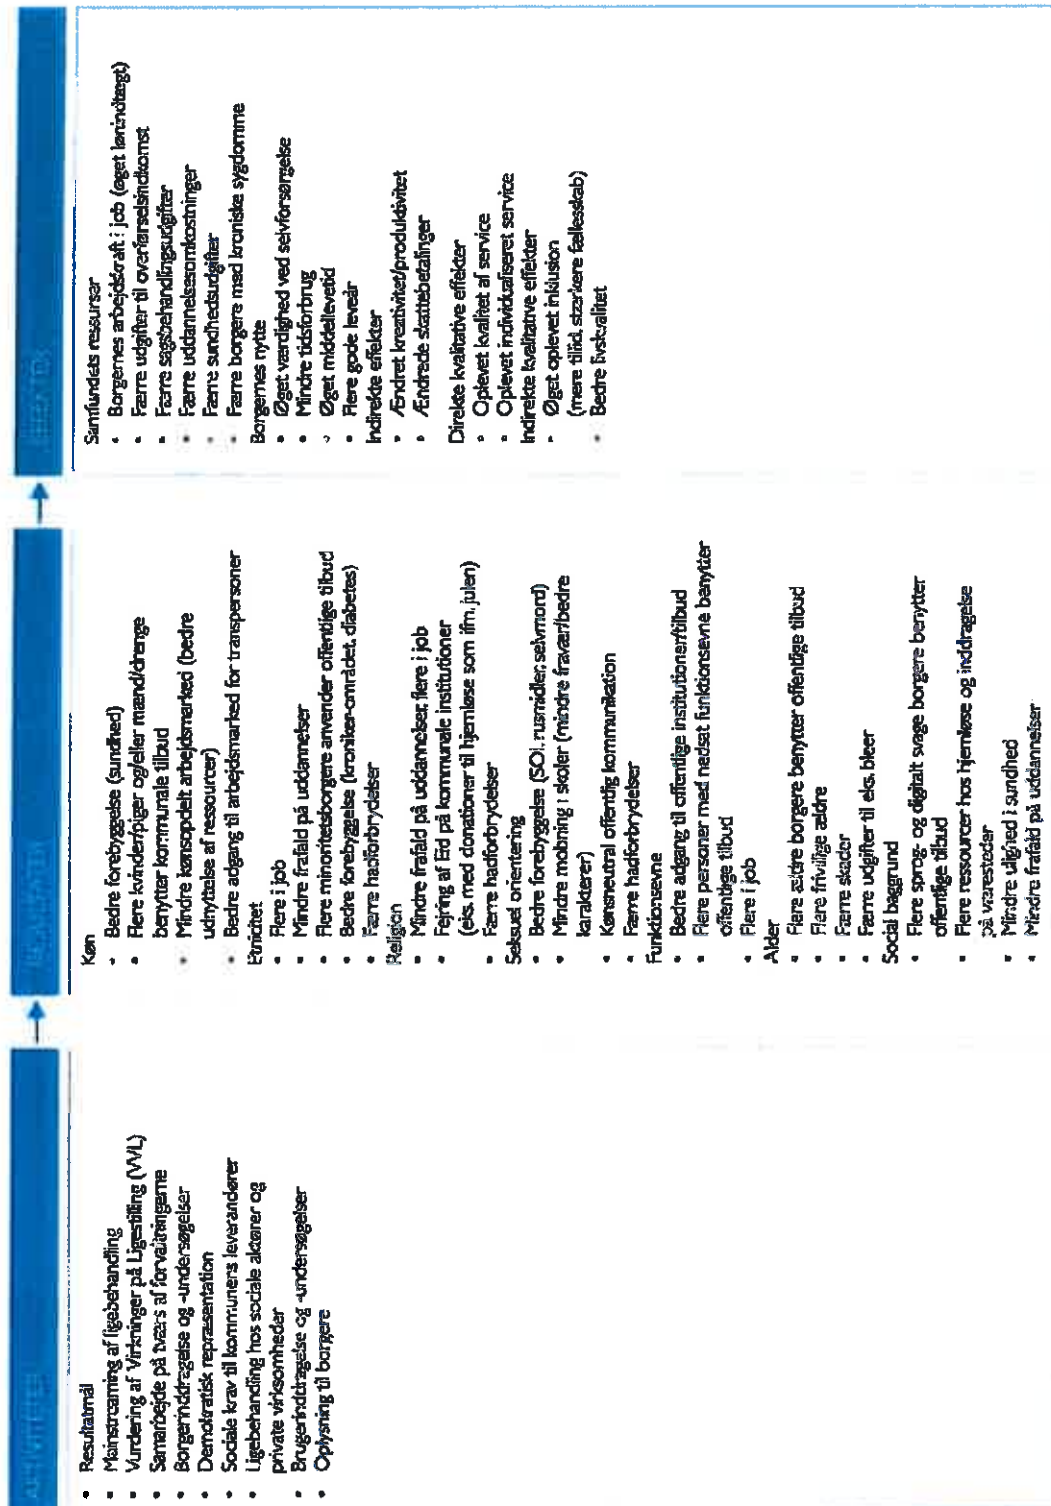 AKTIVITETER
• Resultatmål
• Mainstreaming af ligebehandling
• Vurdering af Virkninger på Ligestilling (VVL)
• Samarbejde på tværs af forvaltningerne
• Borgerinddragelse og -undersøgelser
• Demokratisk repræsentation
• Sociale krav til kommunens leverandører
• Ligebehandling hos sociale aktører og
private virksomheder
• Brugerinddragelse og -undersøgelser
• Oplysning til borgere
Køn
• Bedre forebyggelse (sundhed)
• Flere kvinder/piger og/eller mænd/drenge
benytter kommunale tilbud
• Mindre kønsopdelt arbejdsmarked (bedre
udnyttelse af ressourcer)
• Bedre adgang til arbejdsmarked for transpersoner
Etnicitet
• Flere i job
• Mindre frafald på uddannelser
• Flere minoritetsborgere anvender offentlige tilbud
• Bedre forebyggelse (kroniker-området, diabetes)
• Færre hadforbrydelser
Religion
• Mindre frafald på uddannelser, flere i job
• Fejring af Eid på kommunale institutioner
(eks. med donationer til hjemløse som ifm. julen)
• Færre hadforbrydelser
Seksuel orientering
• Bedre forebyggelse (SOI, rusmidler, selvmord)
• Mindre mobning i skoler (mindre fravær/bedre
karakterer)
• Kønsneutral offentlig kommunikation
• Færre hadforbrydelser
Funktionsevne
• Bedre adgang til offentlige institutioner/tilbud
• Flere personer med nedsat funktionsevne benytter
offentlige tilbud
• Flere i job
Alder
• Flere ældre borgere benytter offentlige tilbud
• Flere frivillige ældre
• Færre skader
• Færre udgifter til eks. bleer
Social baggrund
• Flere sprog- og digitalt svage borgere benytter
offentlige tilbud
• Flere ressourcer hos hjemløse og inddragelse
på væresteder
• Mindre ulighed i sundhed
• Mindre frafald på uddannelser
Samfundets ressurser
• Borgernes arbejdskraft i job (øget lønindtægt)
• Færre udgifter til overførselsindkomst
• Færre sagsbehandlingsudgifter
• Færre uddannelsesomkostninger
• Færre sundhedsudgifter
• Færre borgere med kroniske sygdomme
Borgernes nytte
• Øget værdighed ved selvforsørgelse
• Mindre tidsforbrug
• Øget middellevetid
• Flere gode leveår
Indirekte effekter
• Ændret kreativitet/produktivitet
• Ændrede skattebetalinger
Direkte kvalitative effekter
• Oplevet kvalitet af service
• Oplevet individualiseret service
Indirekte kvalitative effekter
• Øget oplevet inklusion
(mere tillid, stærkere fællesskab)
• Bedre livskvalitet